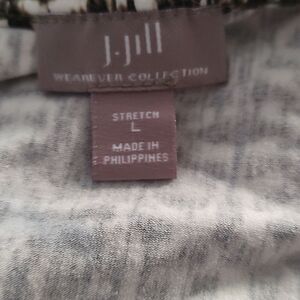 J.Jill
WEAREVER COLLECTION
STRETCH
L
MADE IN
PHILIPPINES